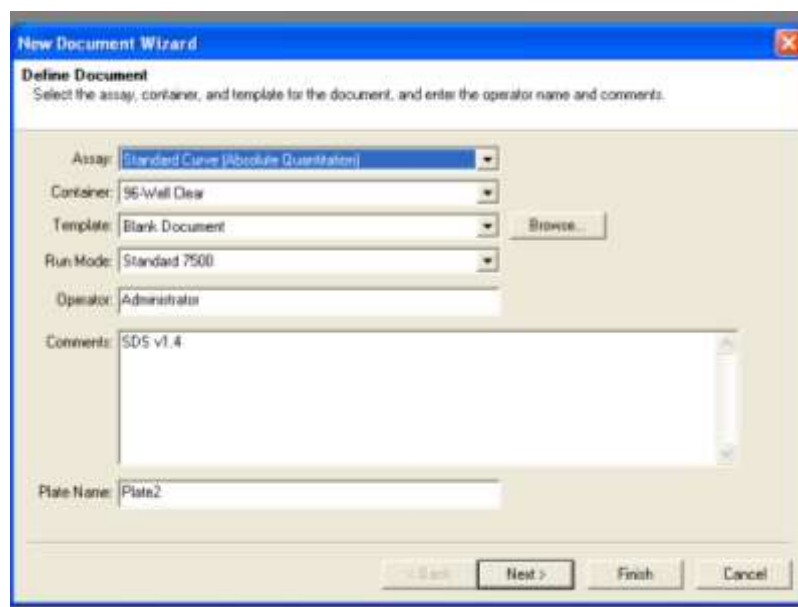 New Document Wizard
Define Document
Select the assay, container, and template for the document, and enter the operator name and comments.
Assay: Standard Curve (Absolute Quantitation)
Container: 96-Well Clear
Template: Blank Document Browse...
Run Mode: Standard 7500
Operator: Administrator
Comments: SDS v1.4
Plate Name: Plate2
< Back Next > Finish Cancel